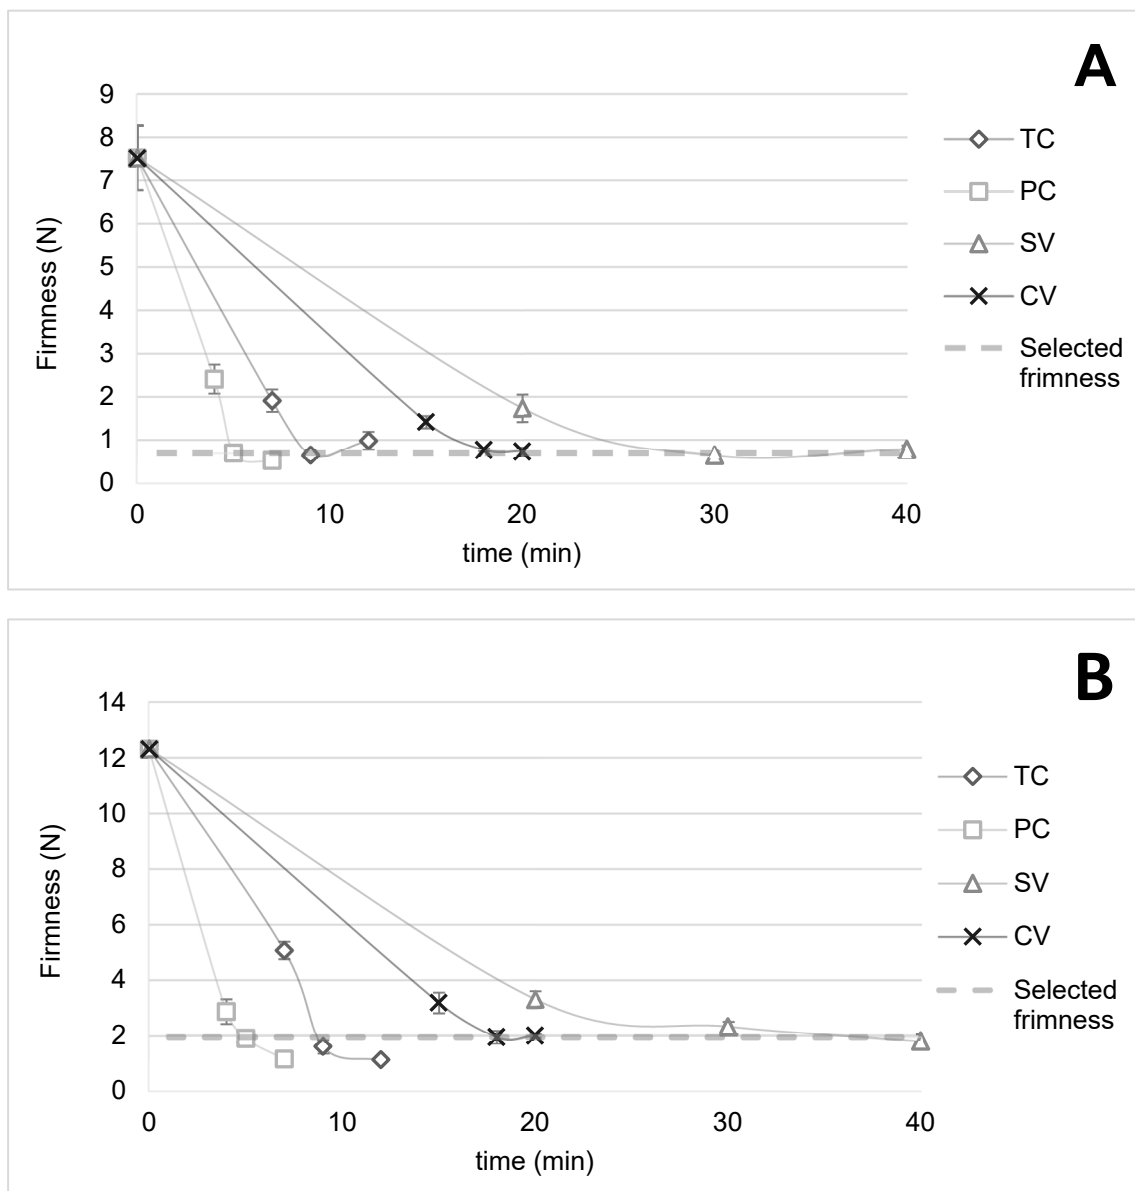 A
9
8
7
6
5
4
3
2
1
0
Firmness (N)
0 10 20 30 40
time (min)
TC
PC
SV
CV
Selected
frimness
B
14
12
10
8
6
4
2
0
Firmness (N)
0 10 20 30 40
time (min)
TC
PC
SV
CV
Selected
frimness